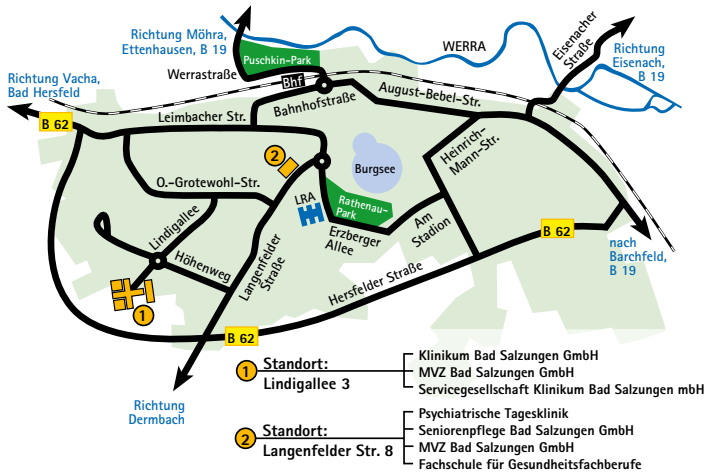 Richtung Möhra,
Ettenhausen, B 19
WERRA
Eisenacher
Straße
Richtung
Eisenach,
B 19
Puschkin-Park
Werrastraße
Bhf
Richtung Vacha,
Bad Hersfeld
Bahnhofstraße
August-Bebel-Str.
B 62
Leimbacher Str.
2
Burgsee
Heinrich-
Mann-Str.
O.-Grotewohl-Str.
LRA
Rathenau-
Park
Am
Stadion
Erzberger
Allee
Lindigallee
Höhenweg
Langenfelder
Straße
B 62
nach
Barchfeld,
B 19
Hersfelder Straße
1
B 62
Richtung
Dermbach
1
Standort:
Lindigallee 3
Klinikum Bad Salzungen GmbH
MVZ Bad Salzungen GmbH
Servicegesellschaft Klinikum Bad Salzungen mbH
2
Standort:
Langenfelder Str. 8
Psychiatrische Tagesklinik
Seniorenpflege Bad Salzungen GmbH
MVZ Bad Salzungen GmbH
Fachschule für Gesundheitsfachberufe